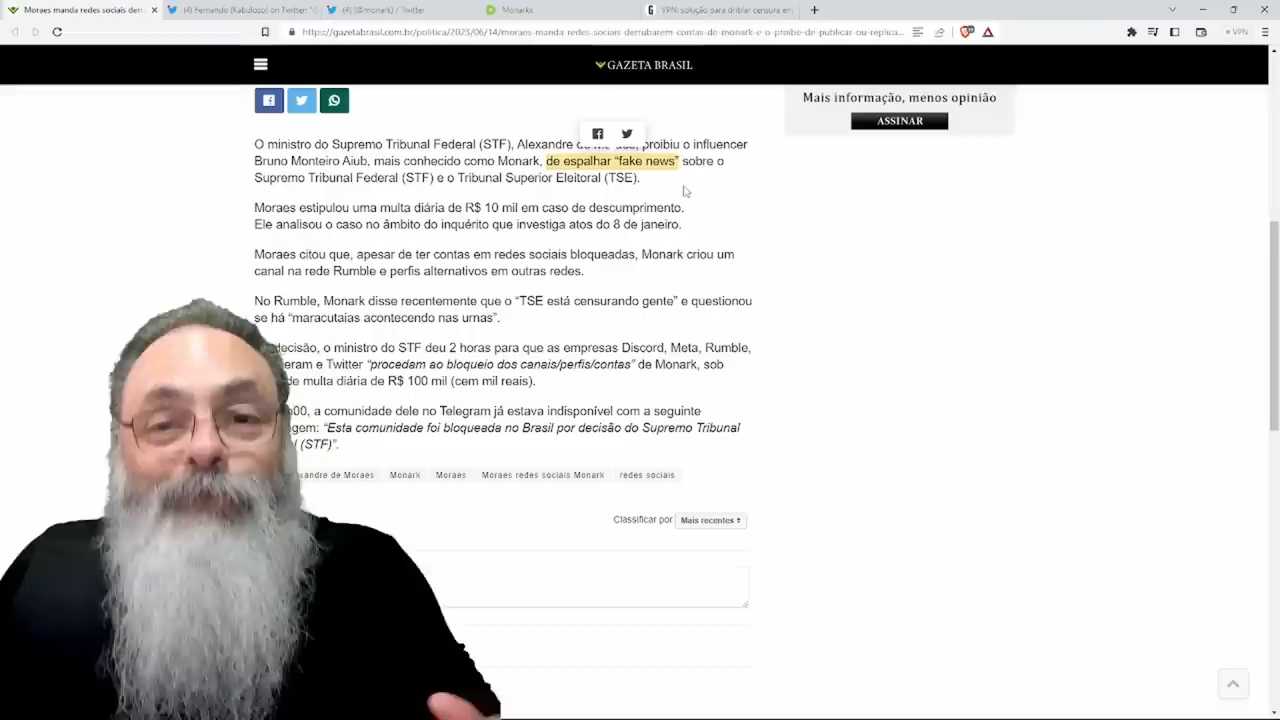 Moraes manda redes sociais derru
(4) Fernando (Kabulozo) on Twitter: "
(4) (@monark) / Twitter
Monarkx
VPN: solução para driblar censura em
https://gazetabrasil.com.br/politica/2023/06/14/moraes-manda-redes-sociais-derrubarem-contas-de-monark-e-o-proibe-de-publicar-ou-replica...
VPN
GAZETA BRASIL
Mais informação, menos opinião
ASSINAR
O ministro do Supremo Tribunal Federal (STF), Alexandre proibiu o influencer
Bruno Monteiro Aiub, mais conhecido como Monark, de espalhar “fake news” sobre o
Supremo Tribunal Federal (STF) e o Tribunal Superior Eleitoral (TSE).
Moraes estipulou uma multa diária de R$ 10 mil em caso de descumprimento.
Ele analisou o caso no âmbito do inquérito que investiga atos do 8 de janeiro.
Moraes citou que, apesar de ter contas em redes sociais bloqueadas, Monark criou um
canal na rede Rumble e perfis alternativos em outras redes.
No Rumble, Monark disse recentemente que o “TSE está censurando gente” e questionou
se há “maracutaias acontecendo nas urnas”.
decisão, o ministro do STF deu 2 horas para que as empresas Discord, Meta, Rumble,
eram e Twitter “procedam ao bloqueio dos canais/perfis/contas” de Monark, sob
de multa diária de R$ 100 mil (cem mil reais).
h00, a comunidade dele no Telegram já estava indisponível com a seguinte
gem: “Esta comunidade foi bloqueada no Brasil por decisão do Supremo Tribunal
(STF)”.
xandre de Moraes Monark Moraes Moraes redes sociais Monark redes sociais
Classificar por Mais recentes